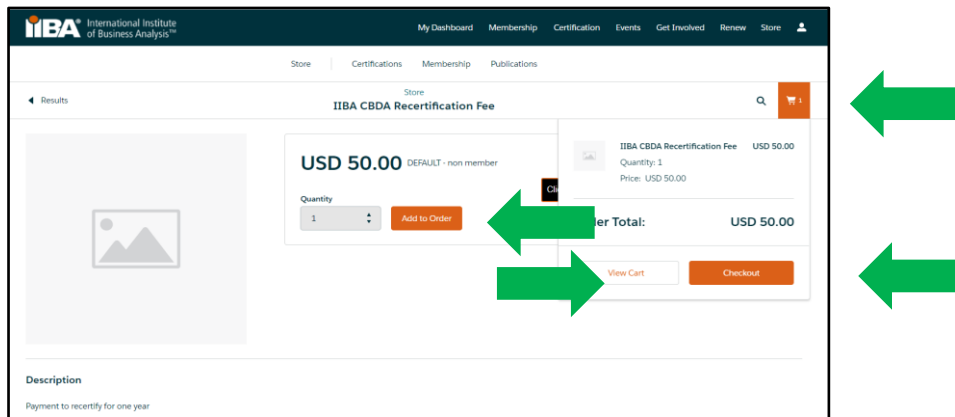 iiBA® International Institute of Business Analysis™
My Dashboard Membership Certification Events Get Involved Renew Store
Store Certifications Membership Publications
Results
Store
IIBA CBDA Recertification Fee
1
USD 50.00 DEFAULT - non member
Quantity
1
Add to Order
IIBA CBDA Recertification Fee USD 50.00
Quantity: 1
Price: USD 50.00
Total: USD 50.00
View Cart
Checkout
Description
Payment to recertify for one year